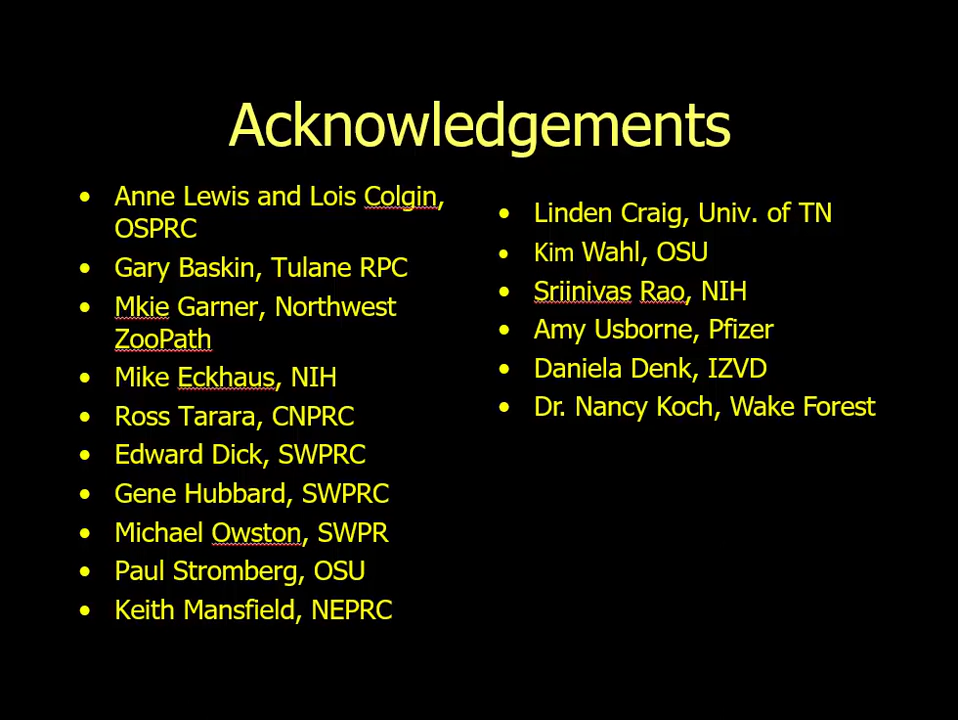 Acknowledgements
• Anne Lewis and Lois Colgin,
OSPRC
• Gary Baskin, Tulane RPC
• Mkie Garner, Northwest
ZooPath
• Mike Eckhaus, NIH
• Ross Tarara, CNPRC
• Edward Dick, SWPRC
• Gene Hubbard, SWPRC
• Michael Owston, SWPR
• Paul Stromberg, OSU
• Keith Mansfield, NEPRC
• Linden Craig, Univ. of TN
• Kim Wahl, OSU
• Sriinivas Rao, NIH
• Amy Usborne, Pfizer
• Daniela Denk, IZVD
• Dr. Nancy Koch, Wake Forest